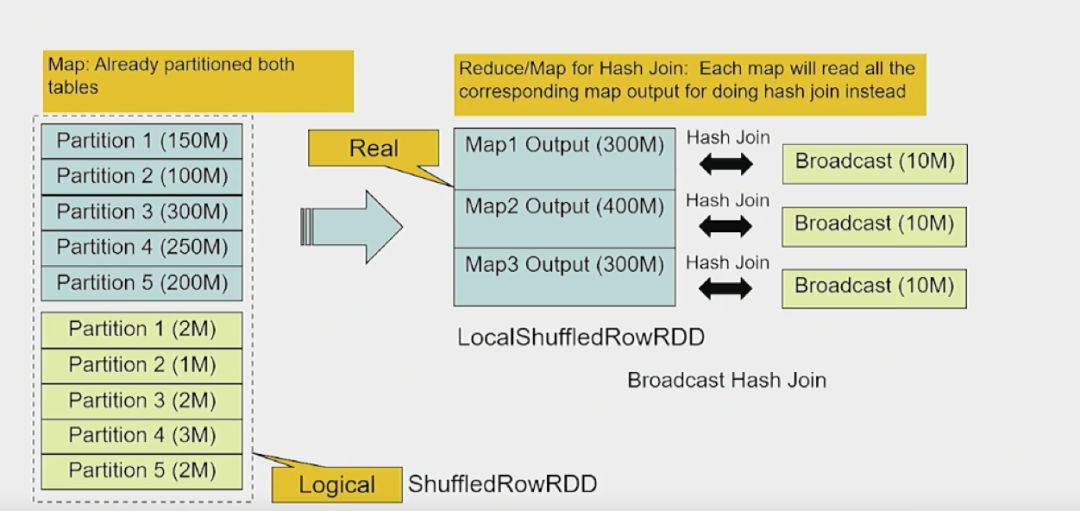 Map: Already partitioned both
tables
Partition 1 (150M)
Partition 2 (100M)
Partition 3 (300M)
Partition 4 (250M)
Partition 5 (200M)
Partition 1 (2M)
Partition 2 (1M)
Partition 3 (2M)
Partition 4 (3M)
Partition 5 (2M)
Logical
ShuffledRowRDD
Reduce/Map for Hash Join: Each map will read all the
corresponding map output for doing hash join instead
Real
Map1 Output (300M)
Hash Join
Broadcast (10M)
Map2 Output (400M)
Hash Join
Broadcast (10M)
Map3 Output (300M)
Hash Join
Broadcast (10M)
LocalShuffledRowRDD
Broadcast Hash Join